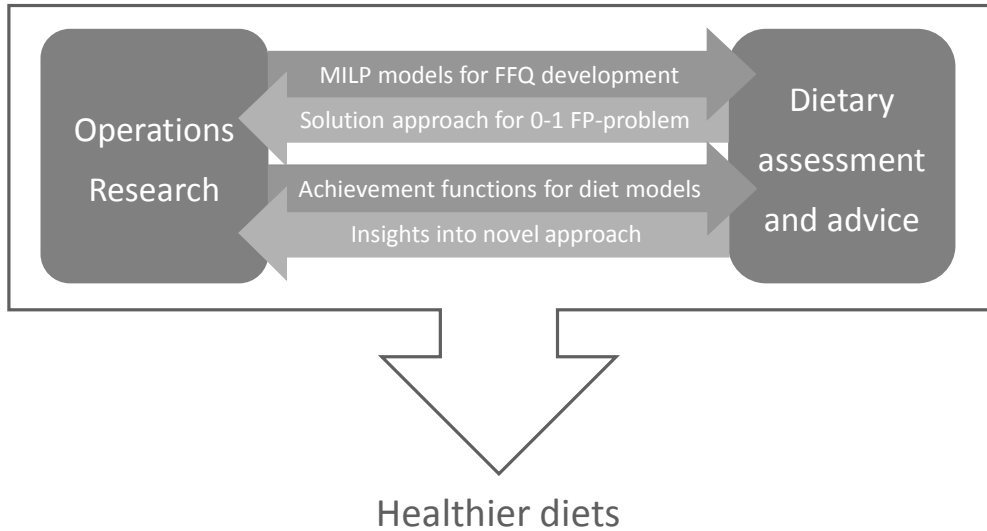 Operations
Research
MILP models for FFQ development
Solution approach for 0-1 FP-problem
Achievement functions for diet models
Insights into novel approach
Dietary
assessment
and advice
Healthier diets